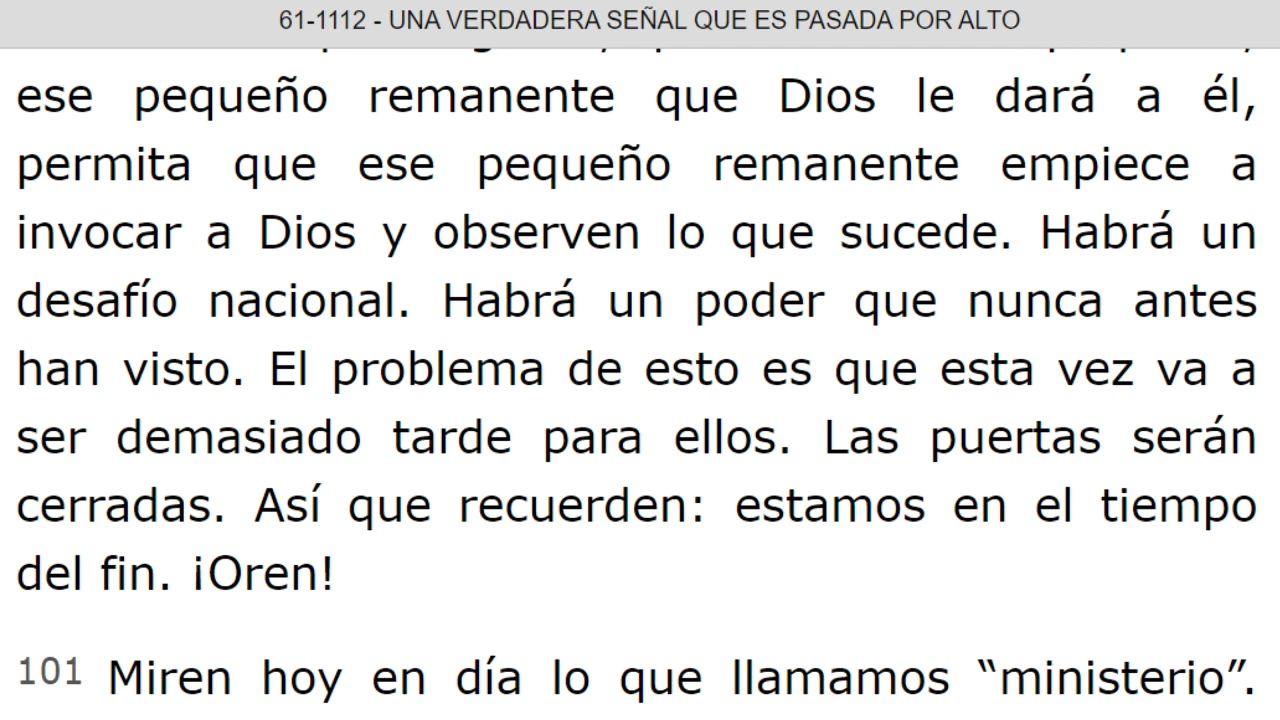 61-1112 - UNA VERDADERA SEÑAL QUE ES PASADA POR ALTO
ese pequeño remanente que Dios le dará a él,
permita que ese pequeño remanente empiece a
invocar a Dios y observen lo que sucede. Habrá un
desafío nacional. Habrá un poder que nunca antes
han visto. El problema de esto es que esta vez va a
ser demasiado tarde para ellos. Las puertas serán
cerradas. Así que recuerden: estamos en el tiempo
del fin. ¡Oren!
101 Miren hoy en día lo que llamamos “ministerio”.